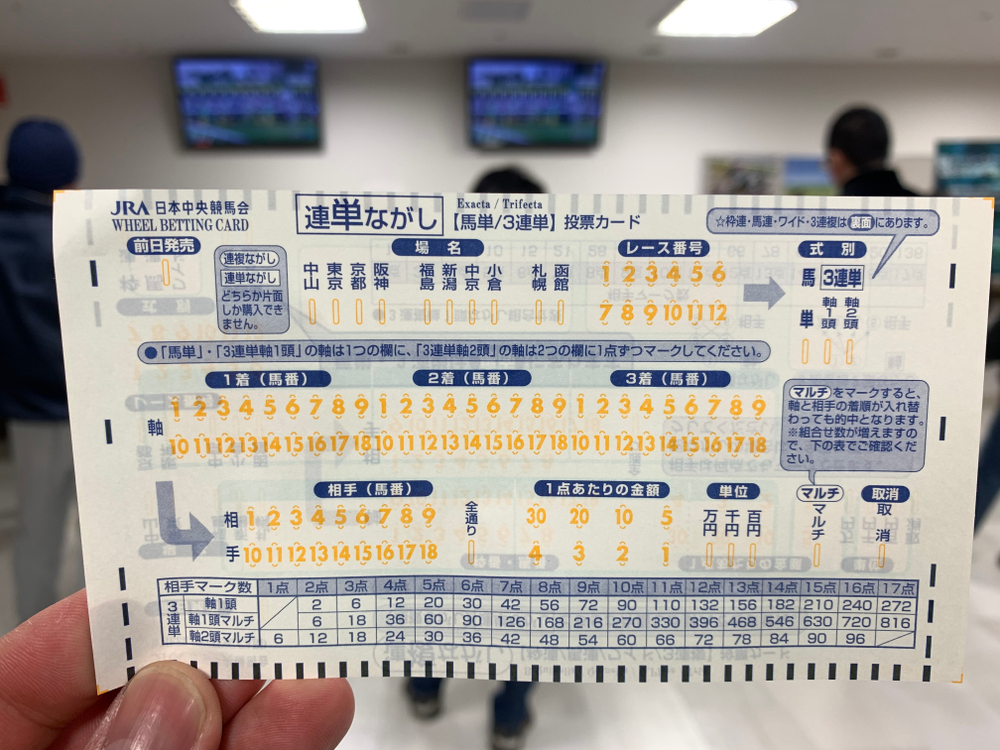 JRA 日本中央競馬会
WHEEL BETTING CARD
連単ながし
Exacta / Trifecta
【馬単/3連単】投票カード
☆枠連・馬連・ワイド・3連複は裏面にあります。
前日発売
連複ながし
連単ながし
どちらか片面
しか購入でき
ません。
場名
中山 東京 京都 阪神 福島 新潟 中京 小倉 札幌 函館
レース番号
1 2 3 4 5 6
7 8 9 10 11 12
式別
馬単 3連単
軸1頭 軸2頭
●「馬単」・「3連単軸1頭」の軸は1つの欄に、「3連単軸2頭」の軸は2つの欄に1点ずつマークしてください。
1着(馬番) 2着(馬番) 3着(馬番)
軸
1 2 3 4 5 6 7 8 9 1 2 3 4 5 6 7 8 9 1 2 3 4 5 6 7 8 9
10 11 12 13 14 15 16 17 18 10 11 12 13 14 15 16 17 18 10 11 12 13 14 15 16 17 18
マルチをマークすると、
軸と相手の着順が入れ替
わっても的中となります。
※組合せ数が増えますの
で、下の表でご確認くだ
さい。
相手(馬番)
相手
1 2 3 4 5 6 7 8 9
10 11 12 13 14 15 16 17 18
全通り
1点あたりの金額
30 20 10 5
4 3 2 1
単位
万円 千円 百円
マルチ
マルチ
取消
取消
相手マーク数 1点 2点 3点 4点 5点 6点 7点 8点 9点 10点 11点 12点 13点 14点 15点 16点 17点
3連単
軸1頭 2 6 12 20 30 42 56 72 90 110 132 156 182 210 240 272
軸1頭マルチ 6 18 36 60 90 126 168 216 270 330 396 468 546 630 720 816
軸2頭マルチ 6 12 18 24 30 36 42 48 54 60 66 72 78 84 90 96